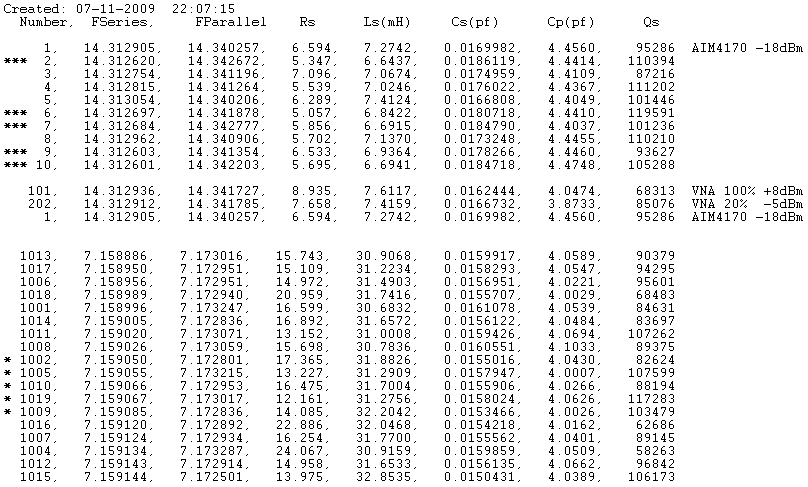 Created: 07-11-2009  22:07:15
Number,  FSeries,  FParallel  Rs  Ls(mH)  Cs(pf)  Cp(pf)  Qs
1,  14.312905,  14.340257,  6.594,  7.2742,  0.0169982,  4.4560,  95286  AIM4170 -18dBm
*** 2,  14.312620,  14.342672,  5.347,  6.6437,  0.0186119,  4.4414,  110394
3,  14.312754,  14.341196,  7.096,  7.0674,  0.0174959,  4.4109,  87216
4,  14.312815,  14.341264,  5.539,  7.0246,  0.0176022,  4.4367,  111202
5,  14.313054,  14.340206,  6.289,  7.4124,  0.0166808,  4.4049,  101446
*** 6,  14.312697,  14.341878,  5.057,  6.8422,  0.0180718,  4.4410,  119591
*** 7,  14.312684,  14.342777,  5.856,  6.6915,  0.0184790,  4.4037,  101236
8,  14.312962,  14.340906,  5.702,  7.1370,  0.0173248,  4.4455,  110210
*** 9,  14.312603,  14.341354,  6.533,  6.9364,  0.0178266,  4.4460,  93627
*** 10,  14.312601,  14.342203,  5.695,  6.6941,  0.0184718,  4.4748,  105288
101,  14.312936,  14.341727,  8.935,  7.6117,  0.0162444,  4.0474,  68313  VNA 100% +8dBm
202,  14.312912,  14.341785,  7.658,  7.4159,  0.0166732,  3.8733,  85076  VNA 20%  -5dBm
1,  14.312905,  14.340257,  6.594,  7.2742,  0.0169982,  4.4560,  95286  AIM4170 -18dBm
1013,  7.158886,  7.173016,  15.743,  30.9068,  0.0159917,  4.0589,  90379
1017,  7.158950,  7.172951,  15.109,  31.2234,  0.0158293,  4.0547,  94295
1006,  7.158956,  7.172951,  14.972,  31.4903,  0.0156951,  4.0221,  95601
1018,  7.158989,  7.172940,  20.959,  31.7416,  0.0155707,  4.0029,  68483
1001,  7.158996,  7.173247,  16.599,  30.6832,  0.0161078,  4.0539,  84631
1014,  7.159005,  7.172836,  16.892,  31.6572,  0.0156122,  4.0484,  83697
1011,  7.159020,  7.173071,  13.152,  31.0008,  0.0159426,  4.0694,  107262
1008,  7.159026,  7.173059,  15.698,  30.7836,  0.0160551,  4.1033,  89375
* 1002,  7.159050,  7.172801,  17.365,  31.8826,  0.0155016,  4.0430,  82624
* 1005,  7.159055,  7.173215,  13.227,  31.2909,  0.0157947,  4.0007,  107599
* 1010,  7.159066,  7.172953,  16.475,  31.7004,  0.0155906,  4.0266,  88194
* 1019,  7.159067,  7.173017,  12.161,  31.2756,  0.0158024,  4.0626,  117283
* 1009,  7.159085,  7.172836,  14.085,  32.2042,  0.0153466,  4.0026,  103479
1016,  7.159120,  7.172892,  22.886,  32.0468,  0.0154218,  4.0162,  62686
1007,  7.159124,  7.172934,  16.254,  31.7700,  0.0155562,  4.0401,  89145
1004,  7.159134,  7.173287,  24.067,  30.9159,  0.0159859,  4.0509,  58263
1012,  7.159143,  7.172914,  14.958,  31.6533,  0.0156135,  4.0662,  96842
1015,  7.159144,  7.172501,  13.975,  32.8535,  0.0150431,  4.0389,  106173